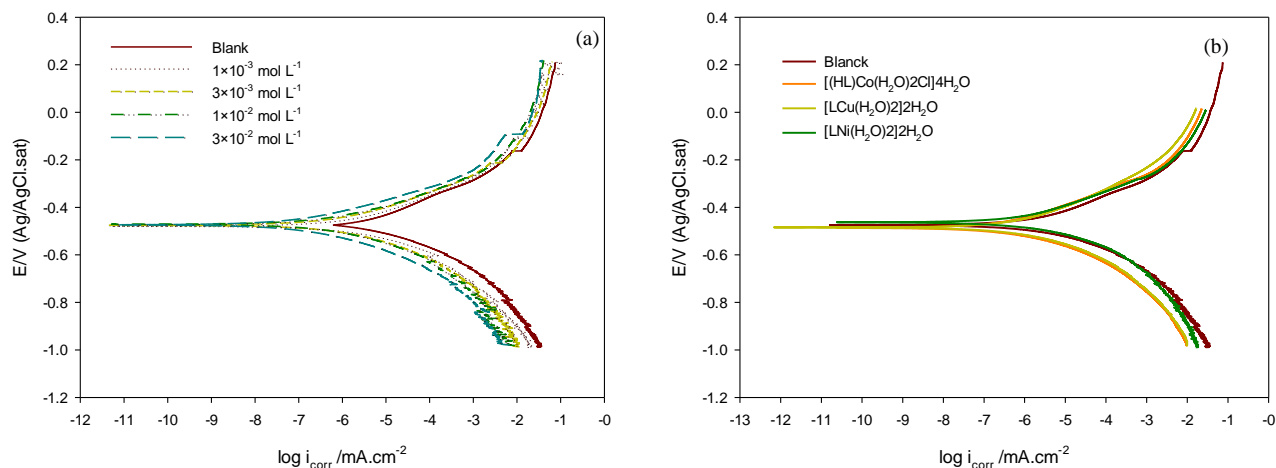 (a)
0.4
0.2
0.0
-0.2
-0.4
-0.6
-0.8
-1.0
-1.2
E/V (Ag/AgCl.sat)
Blank
1×10⁻³ mol L⁻¹
3×10⁻³ mol L⁻¹
1×10⁻² mol L⁻¹
3×10⁻² mol L⁻¹
-12 -11 -10 -9 -8 -7 -6 -5 -4 -3 -2 -1 0
log i_corr /mA.cm⁻²
(b)
0.4
0.2
0.0
-0.2
-0.4
-0.6
-0.8
-1.0
-1.2
E/V (Ag/AgCl.sat)
Blanck
[(HL)Co(H₂O)2Cl]4H₂O
[LCu(H₂O)2]2H₂O
[LNi(H₂O)2]2H₂O
-13 -12 -11 -10 -9 -8 -7 -6 -5 -4 -3 -2 -1 -0
log i_corr /mA.cm⁻²